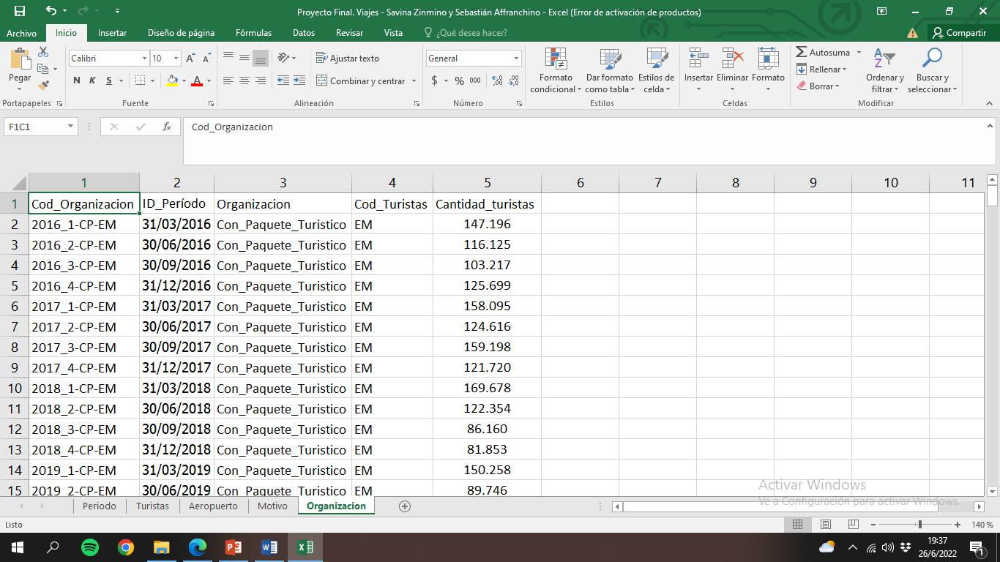 Proyecto Final. Viajes - Savina Zinmino y Sebastián Affranchino - Excel (Error de activación de productos)
Archivo Inicio Insertar Diseño de página Fórmulas Datos Revisar Vista ¿Qué desea hacer? Compartir
Pegar Calibri 10 A A Ajustar texto General Autosuma
N K S A Combinar y centrar $ % 000 Rellenar
Borrar
Formato condicional Dar formato como tabla Estilos de celda Insertar Eliminar Formato Ordenar y filtrar Buscar y seleccionar
Portapapeles Fuente Alineación Número Estilos Celdas Modificar
F1C1 fx Cod_Organizacion
1 2 3 4 5 6 7 8 9 10 11
1 Cod_Organizacion ID_Período Organizacion Cod_Turistas Cantidad_turistas
2 2016_1-CP-EM 31/03/2016 Con_Paquete_Turistico EM 147.196
3 2016_2-CP-EM 30/06/2016 Con_Paquete_Turistico EM 116.125
4 2016_3-CP-EM 30/09/2016 Con_Paquete_Turistico EM 103.217
5 2016_4-CP-EM 31/12/2016 Con_Paquete_Turistico EM 125.699
6 2017_1-CP-EM 31/03/2017 Con_Paquete_Turistico EM 158.095
7 2017_2-CP-EM 30/06/2017 Con_Paquete_Turistico EM 124.616
8 2017_3-CP-EM 30/09/2017 Con_Paquete_Turistico EM 159.198
9 2017_4-CP-EM 31/12/2017 Con_Paquete_Turistico EM 121.720
10 2018_1-CP-EM 31/03/2018 Con_Paquete_Turistico EM 169.678
11 2018_2-CP-EM 30/06/2018 Con_Paquete_Turistico EM 122.354
12 2018_3-CP-EM 30/09/2018 Con_Paquete_Turistico EM 86.160
13 2018_4-CP-EM 31/12/2018 Con_Paquete_Turistico EM 81.853
14 2019_1-CP-EM 31/03/2019 Con_Paquete_Turistico EM 150.258
15 2019_2-CP-EM 30/06/2019 Con_Paquete_Turistico EM 89.746
Activar Windows
Ve a Configuración para activar Windows.
Periodo Turistas Aeropuerto Motivo Organizacion
Listo 140 %
19:37
26/6/2022
1